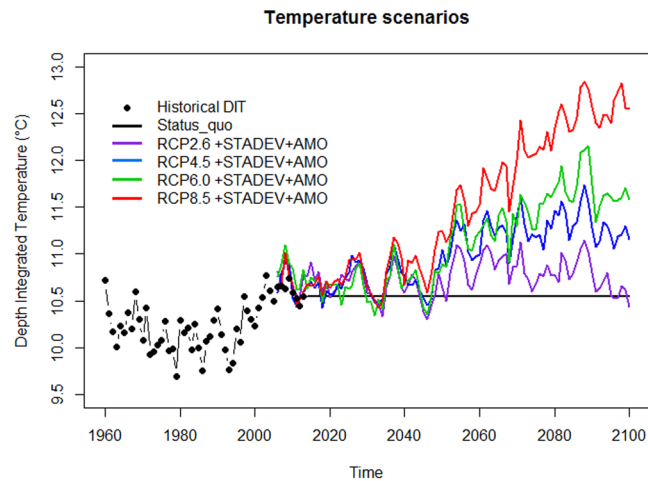 Temperature scenarios
Depth Integrated Temperature (°C)
13.0
12.5
12.0
11.5
11.0
10.5
10.0
9.5
Historical DIT
Status_quo
RCP2.6 +STADEV+AMO
RCP4.5 +STADEV+AMO
RCP6.0 +STADEV+AMO
RCP8.5 +STADEV+AMO
1960 1980 2000 2020 2040 2060 2080 2100
Time